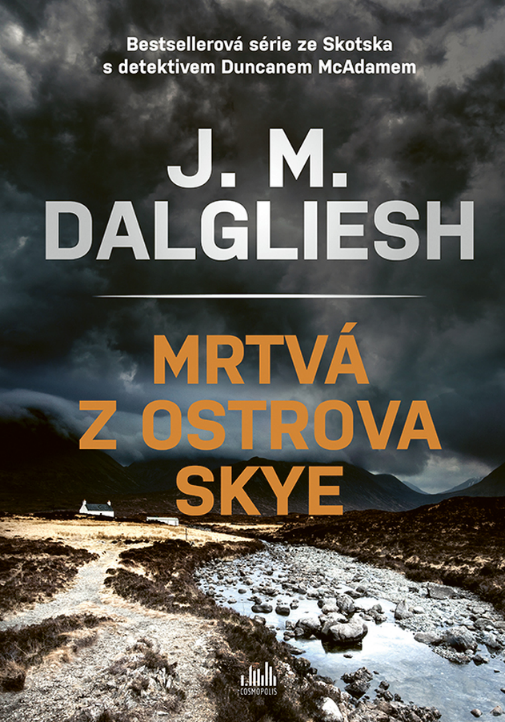 Bestsellerová série ze Skotska
s detektivem Duncanem McAdamem
J. M.
DALGLIESH
MRTVÁ
Z OSTROVA
SKYE
COSMOPOLIS